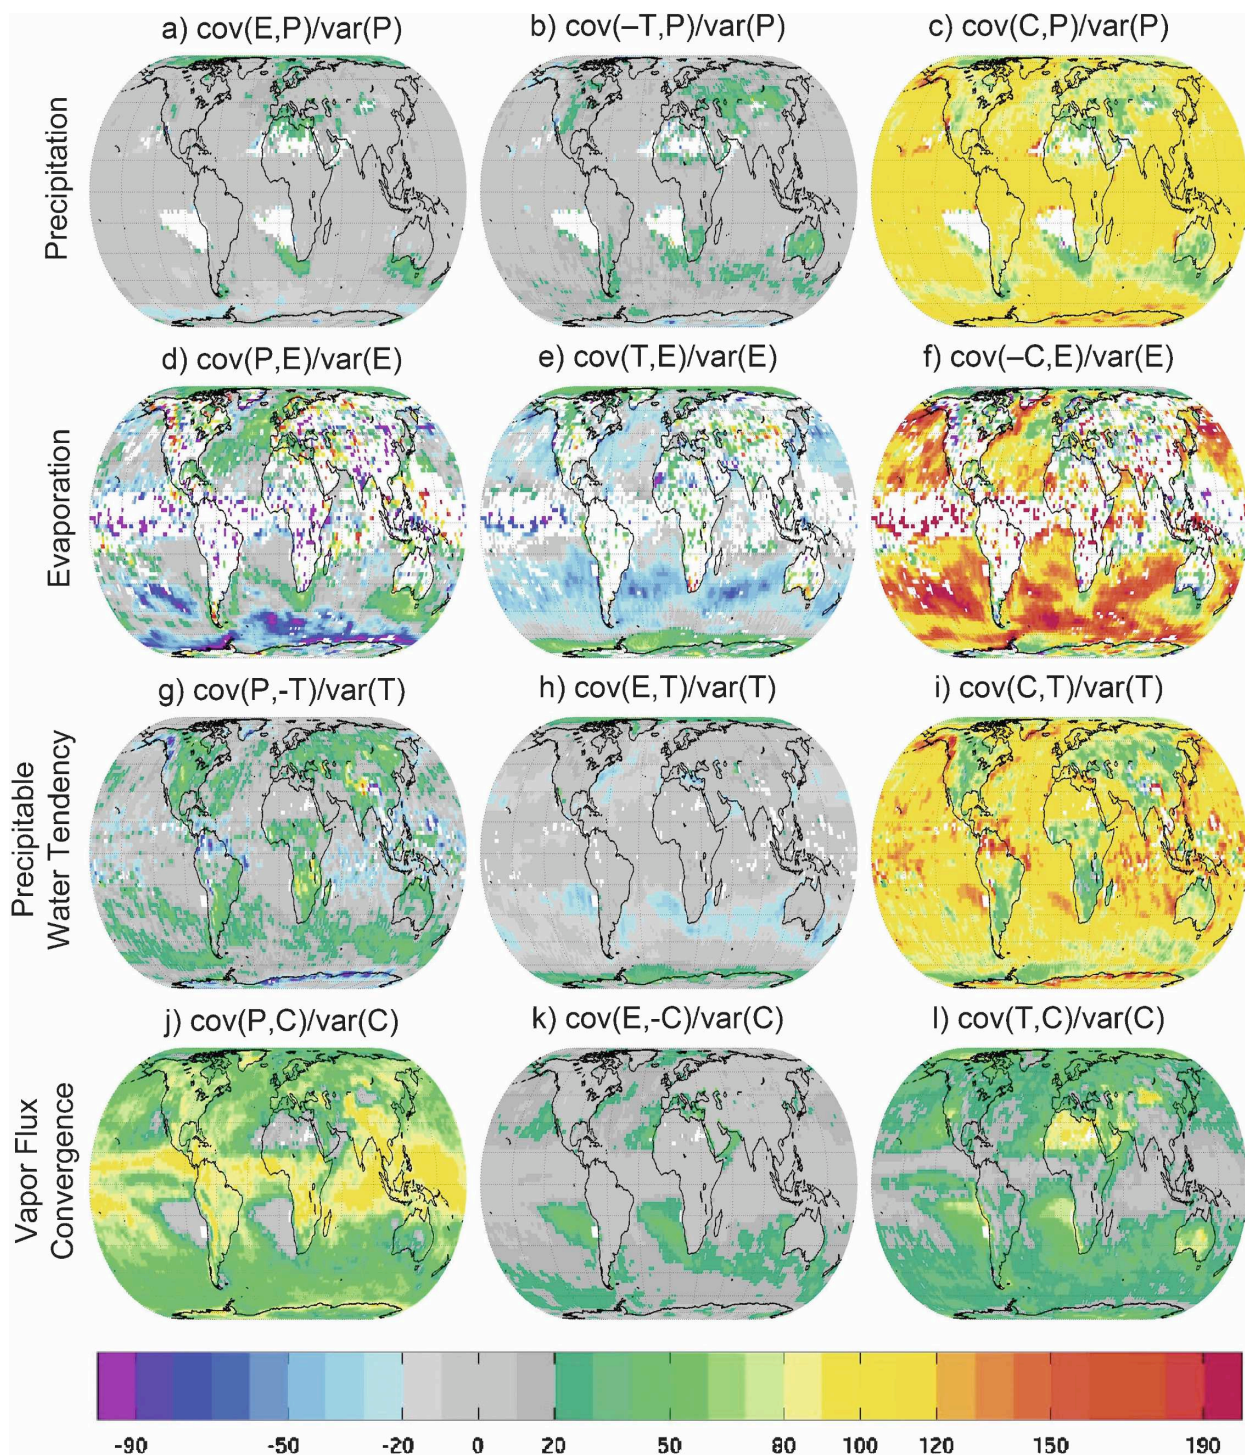 a) cov(E,P)/var(P)
b) cov(–T,P)/var(P)
c) cov(C,P)/var(P)
Precipitation
d) cov(P,E)/var(E)
e) cov(T,E)/var(E)
f) cov(–C,E)/var(E)
Evaporation
g) cov(P,-T)/var(T)
h) cov(E,T)/var(T)
i) cov(C,T)/var(T)
Precipitable
Water Tendency
j) cov(P,C)/var(C)
k) cov(E,-C)/var(C)
l) cov(T,C)/var(C)
Vapor Flux
Convergence
-90 -50 -20 0 20 50 80 100 120 150 190